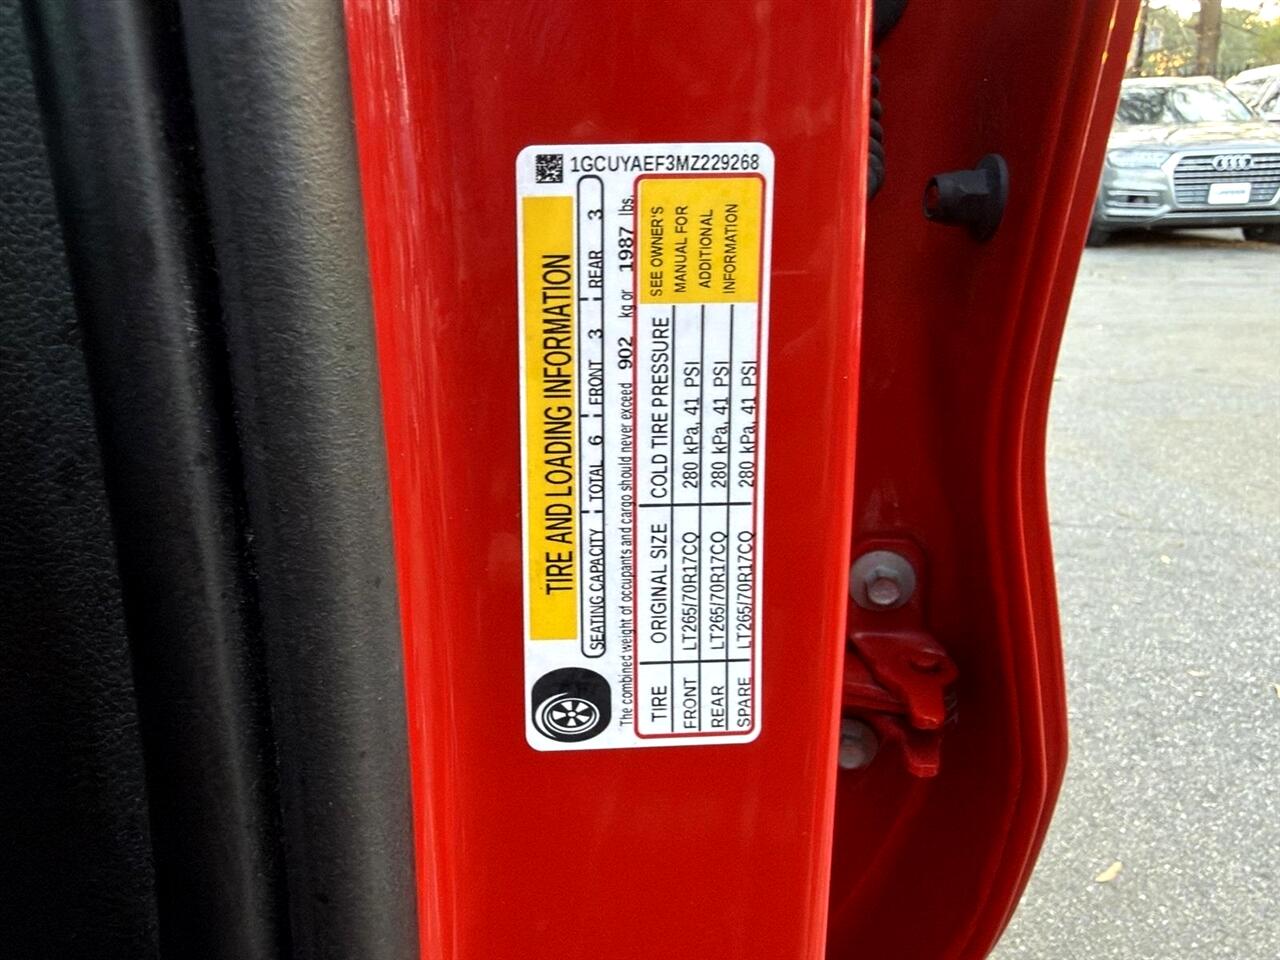 1GCUYAEF3MZ229268
TIRE AND LOADING INFORMATION
SEATING CAPACITY TOTAL 6 FRONT 3 REAR 3
The combined weight of occupants and cargo should never exceed 902 kg or 1987 lbs.
TIRE ORIGINAL SIZE COLD TIRE PRESSURE
FRONT LT265/70R17CQ 280 kPa, 41 PSI
REAR LT265/70R17CQ 280 kPa, 41 PSI
SPARE LT265/70R17CQ 280 kPa, 41 PSI
SEE OWNER'S
MANUAL FOR
ADDITIONAL
INFORMATION